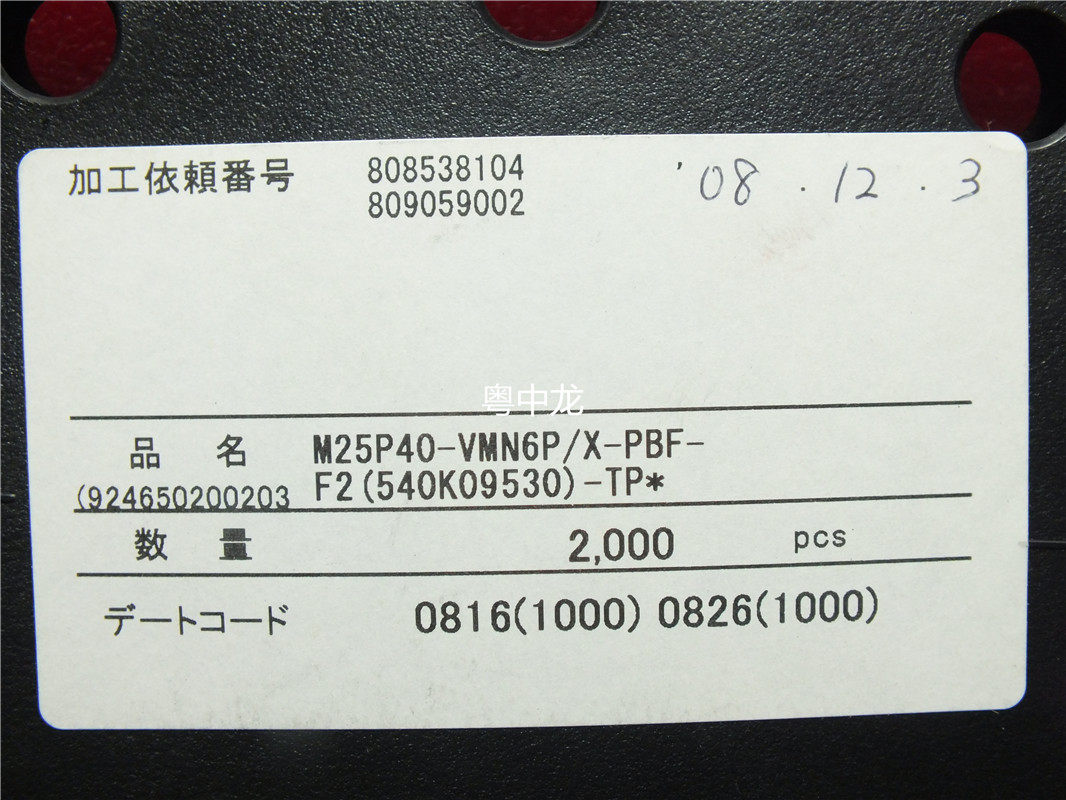 加工依頼番号 808538104
809059002
'08 . 12 . 3
粤中龙
品 名 M25P40-VMN6P/X-PBF-
(924650200203 F2(540K09530)-TP*
数 量 2,000 pcs
デートコード 0816(1000) 0826(1000)